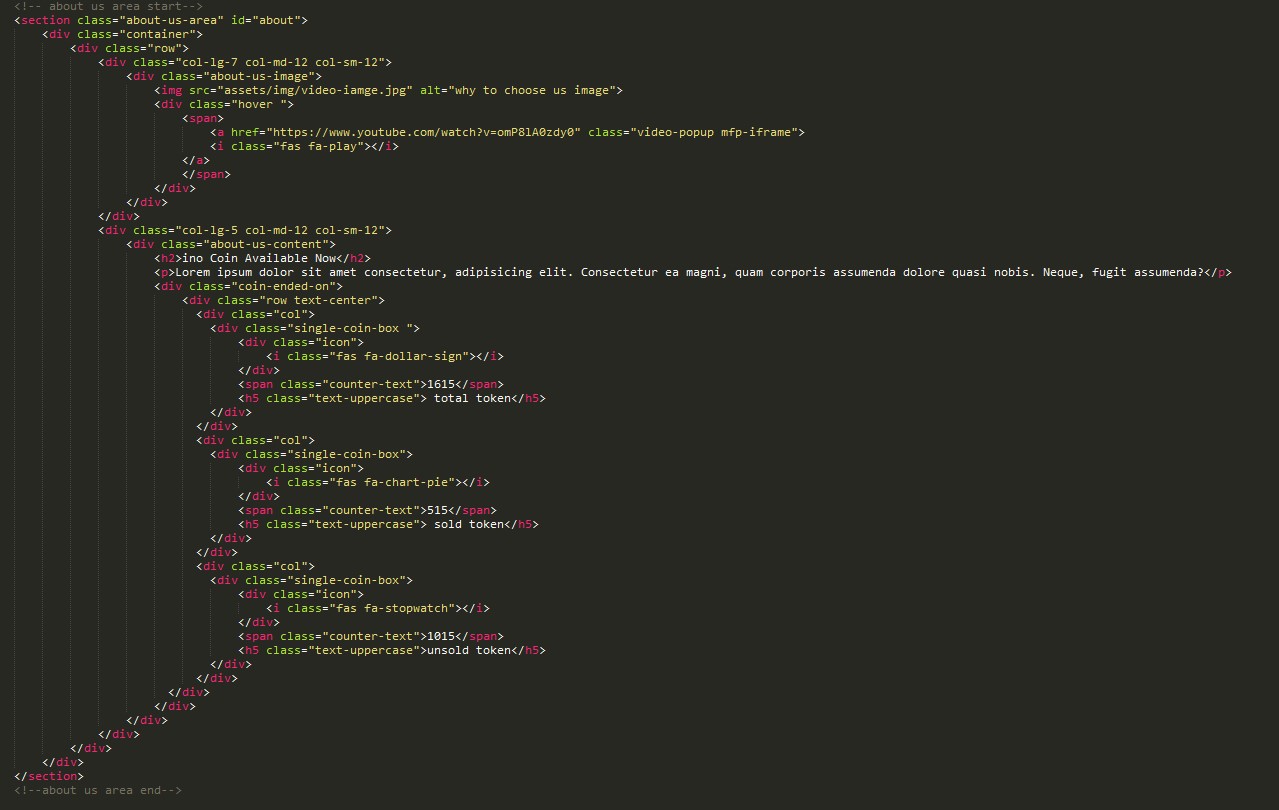 <!-- about us area start-->
<section class="about-us-area" id="about">
<div class="container">
<div class="row">
<div class="col-lg-7 col-md-12 col-sm-12">
<div class="about-us-image">
<img src="assets/img/video-iamge.jpg" alt="why to choose us image">
<div class="hover ">
<span>
<a href="https://www.youtube.com/watch?v=omP8lA0zdy0" class="video-popup mfp-iframe">
<i class="fas fa-play"></i>
</a>
</span>
</div>
</div>
</div>
<div class="col-lg-5 col-md-12 col-sm-12">
<div class="about-us-content">
<h2>ino Coin Available Now</h2>
<p>Lorem ipsum dolor sit amet consectetur, adipisicing elit. Consectetur ea magni, quam corporis assumenda dolore quasi nobis. Neque, fugit assumenda?</p>
<div class="coin-ended-on">
<div class="row text-center">
<div class="col">
<div class="single-coin-box ">
<div class="icon">
<i class="fas fa-dollar-sign"></i>
</div>
<span class="counter-text">1615</span>
<h5 class="text-uppercase"> total token</h5>
</div>
</div>
<div class="col">
<div class="single-coin-box">
<div class="icon">
<i class="fas fa-chart-pie"></i>
</div>
<span class="counter-text">515</span>
<h5 class="text-uppercase"> sold token</h5>
</div>
</div>
<div class="col">
<div class="single-coin-box">
<div class="icon">
<i class="fas fa-stopwatch"></i>
</div>
<span class="counter-text">1015</span>
<h5 class="text-uppercase">unsold token</h5>
</div>
</div>
</div>
</div>
</div>
</div>
</div>
</div>
</section>
<!--about us area end-->